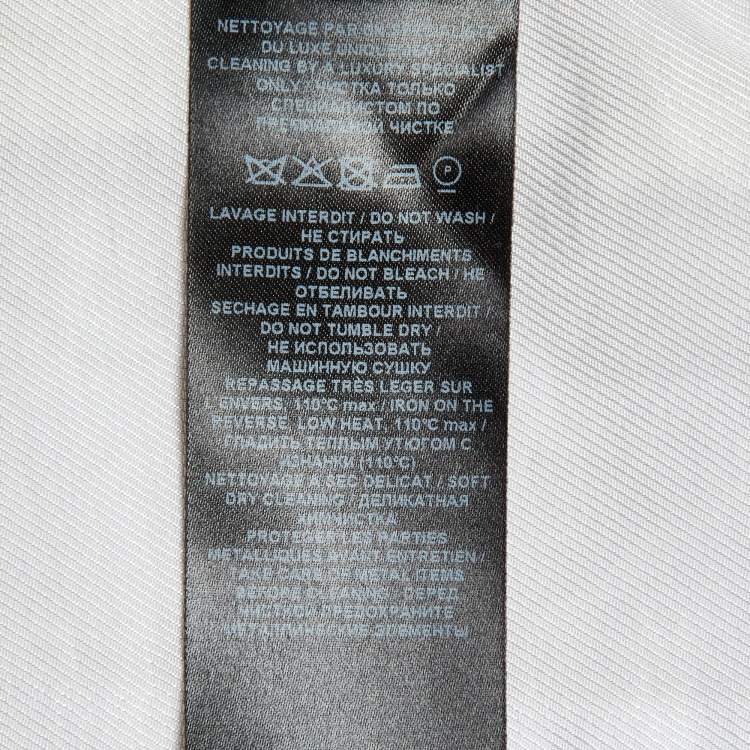 NETTOYAGE PAR
DU LUXE
CLEANING BY A LUXURY SPECIALIST
ONLY / ЧИСТКА ТОЛЬКО
СПЕЦИАЛИСТОМ ПО
ЧИСТКЕ
P
LAVAGE INTERDIT / DO NOT WASH /
НЕ СТИРАТЬ
PRODUITS DE BLANCHIMENTS
INTERDITS / DO NOT BLEACH / НЕ
ОТБЕЛИВАТЬ
SECHAGE EN TAMBOUR INTERDIT /
DO NOT TUMBLE DRY /
НЕ ИСПОЛЬЗОВАТЬ
МАШИННУЮ СУШКУ
REPASSAGE TRÈS LEGER SUR
L'ENVERS, 110°C max / IRON ON THE
REVERSE, LOW HEAT, 110°C max /
ГЛАДИТЬ ТЕПЛЫМ УТЮГОМ С
ИЗНАНКИ (110°C)
NETTOYAGE A SEC DELICAT / SOFT
DRY CLEANING / ДЕЛИКАТНАЯ
ХИМЧИСТКА
PROTEGER LES PARTIES
METALLIQUES AVANT ENTRETIEN /
TAKE CARE OF METAL ITEMS
BEFORE CLEANING / ПЕРЕД
ЧИСТКОЙ ПРЕДОХРАНИТЕ
МЕТАЛЛИЧЕСКИЕ ЭЛЕМЕНТЫ